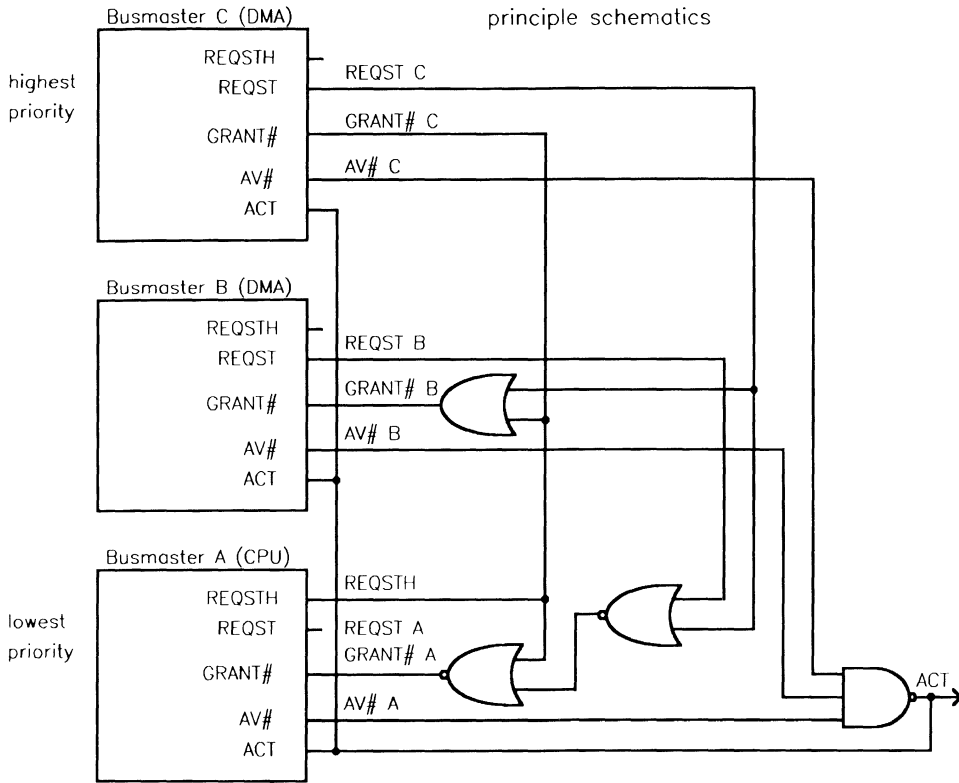 principle schematics
Busmaster C (DMA)
highest
priority
REQSTH
REQST
REQST C
GRANT#
GRANT# C
AV#
AV# C
ACT
Busmaster B (DMA)
REQSTH
REQST
REQST B
GRANT#
GRANT# B
AV#
AV# B
ACT
Busmaster A (CPU)
lowest
priority
REQSTH
REQSTH
REQST
REQST A
GRANT#
GRANT# A
AV#
AV# A
ACT
ACT